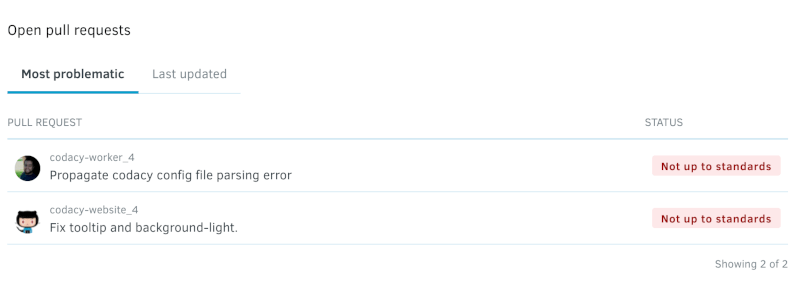 Open pull requests
Most problematic Last updated
PULL REQUEST STATUS
codacy-worker_4
Propagate codacy config file parsing error
Not up to standards
codacy-website_4
Fix tooltip and background-light.
Not up to standards
Showing 2 of 2